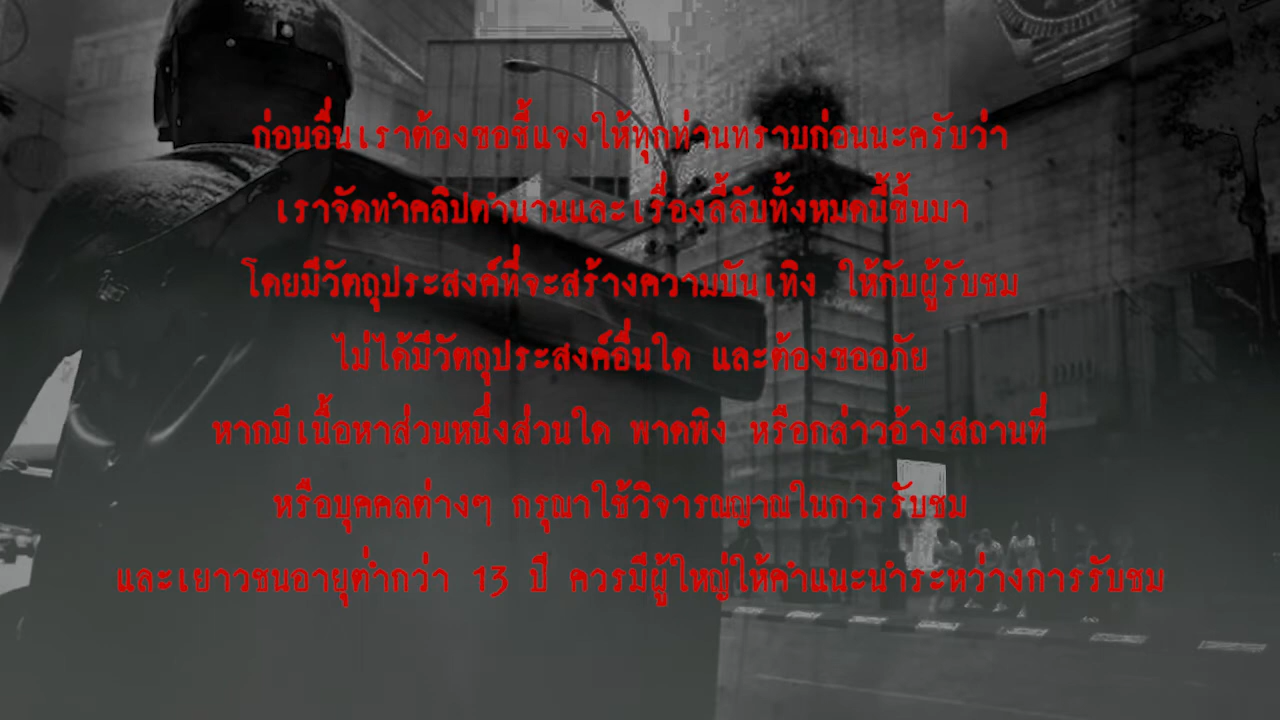 ก่อนอื่นเราต้องขอชี้แจงให้ทุกท่านทราบก่อนนะครับว่า
เราจัดทำคลิปตำนานและเรื่องลี้ลับทั้งหมดนี้ขึ้นมา
โดยมีวัตถุประสงค์ที่จะสร้างความบันเทิง ให้กับผู้รับชม
ไม่ได้มีวัตถุประสงค์อื่นใด และต้องขออภัย
หากมีเนื้อหาส่วนหนึ่งส่วนใด พาดพิง หรือกล่าวอ้างสถานที่
หรือบุคคลต่างๆ กรุณาใช้วิจารณญาณในการรับชม
และเยาวชนอายุต่ำกว่า 13 ปี ควรมีผู้ใหญ่ให้คำแนะนำระหว่างการรับชม